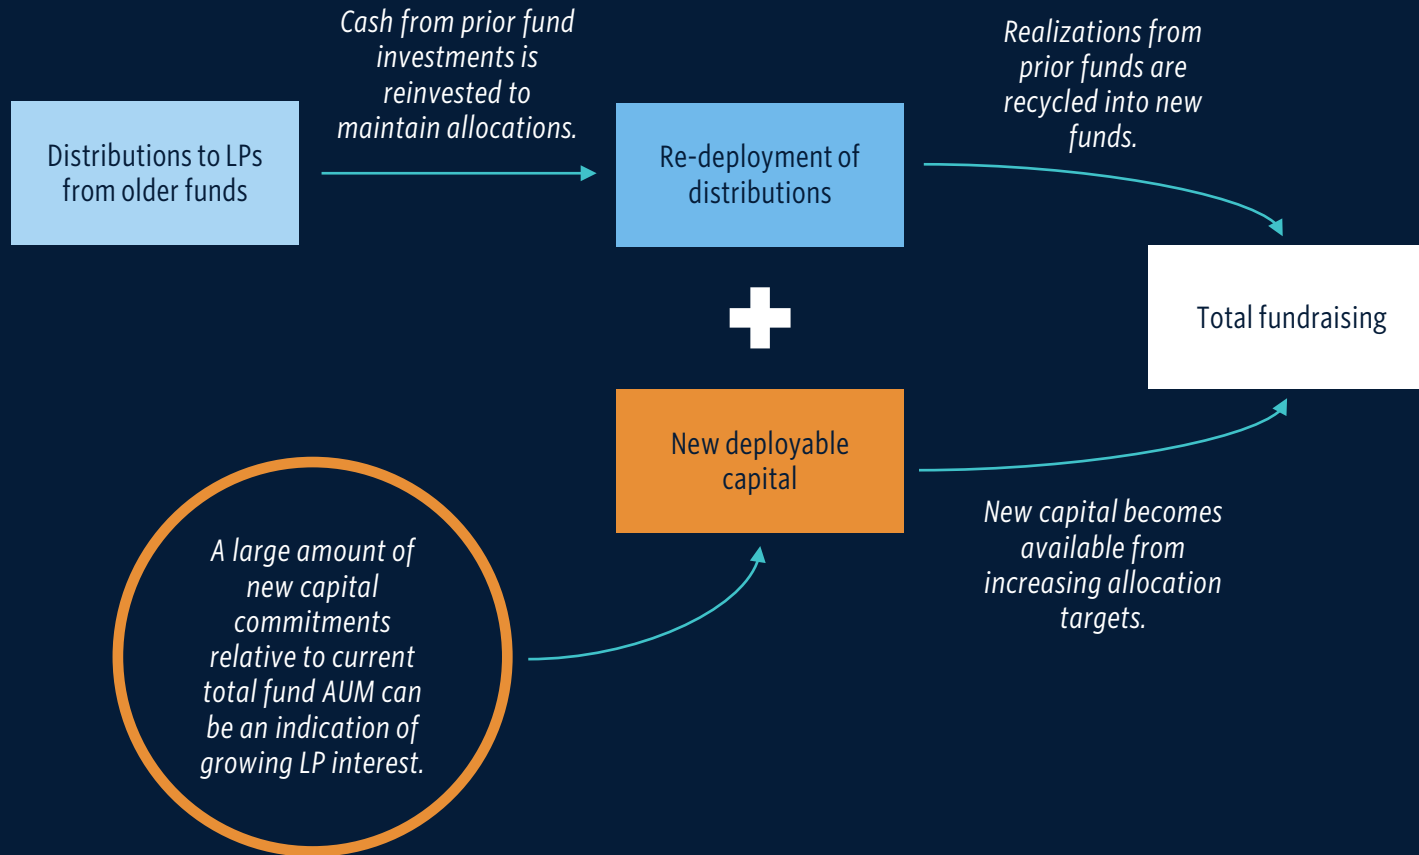 Cash from prior fund
investments is
reinvested to
maintain allocations.
Realizations from
prior funds are
recycled into new
funds.
Distributions to LPs
from older funds
Re-deployment of
distributions
Total fundraising
New deployable
capital
A large amount of
new capital
commitments
relative to current
total fund AUM can
be an indication of
growing LP interest.
New capital becomes
available from
increasing allocation
targets.